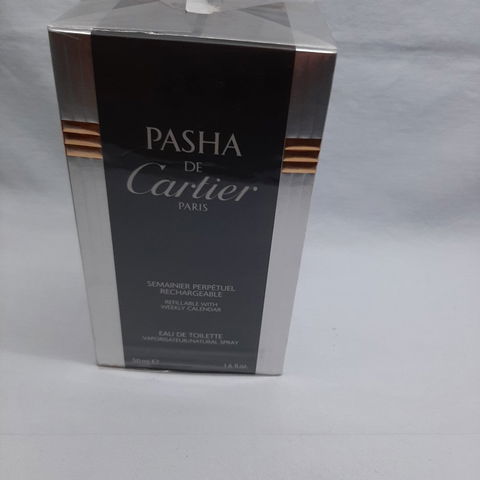 PASHA
DE
Cartier
PARIS
SEMAINIER PERPÉTUEL
RECHARGEABLE
REFILLABLE WITH
WEEKLY CALENDAR
EAU DE TOILETTE
VAPORISATEUR/NATURAL SPRAY
50 ml ℮ 1.6 fl.oz.